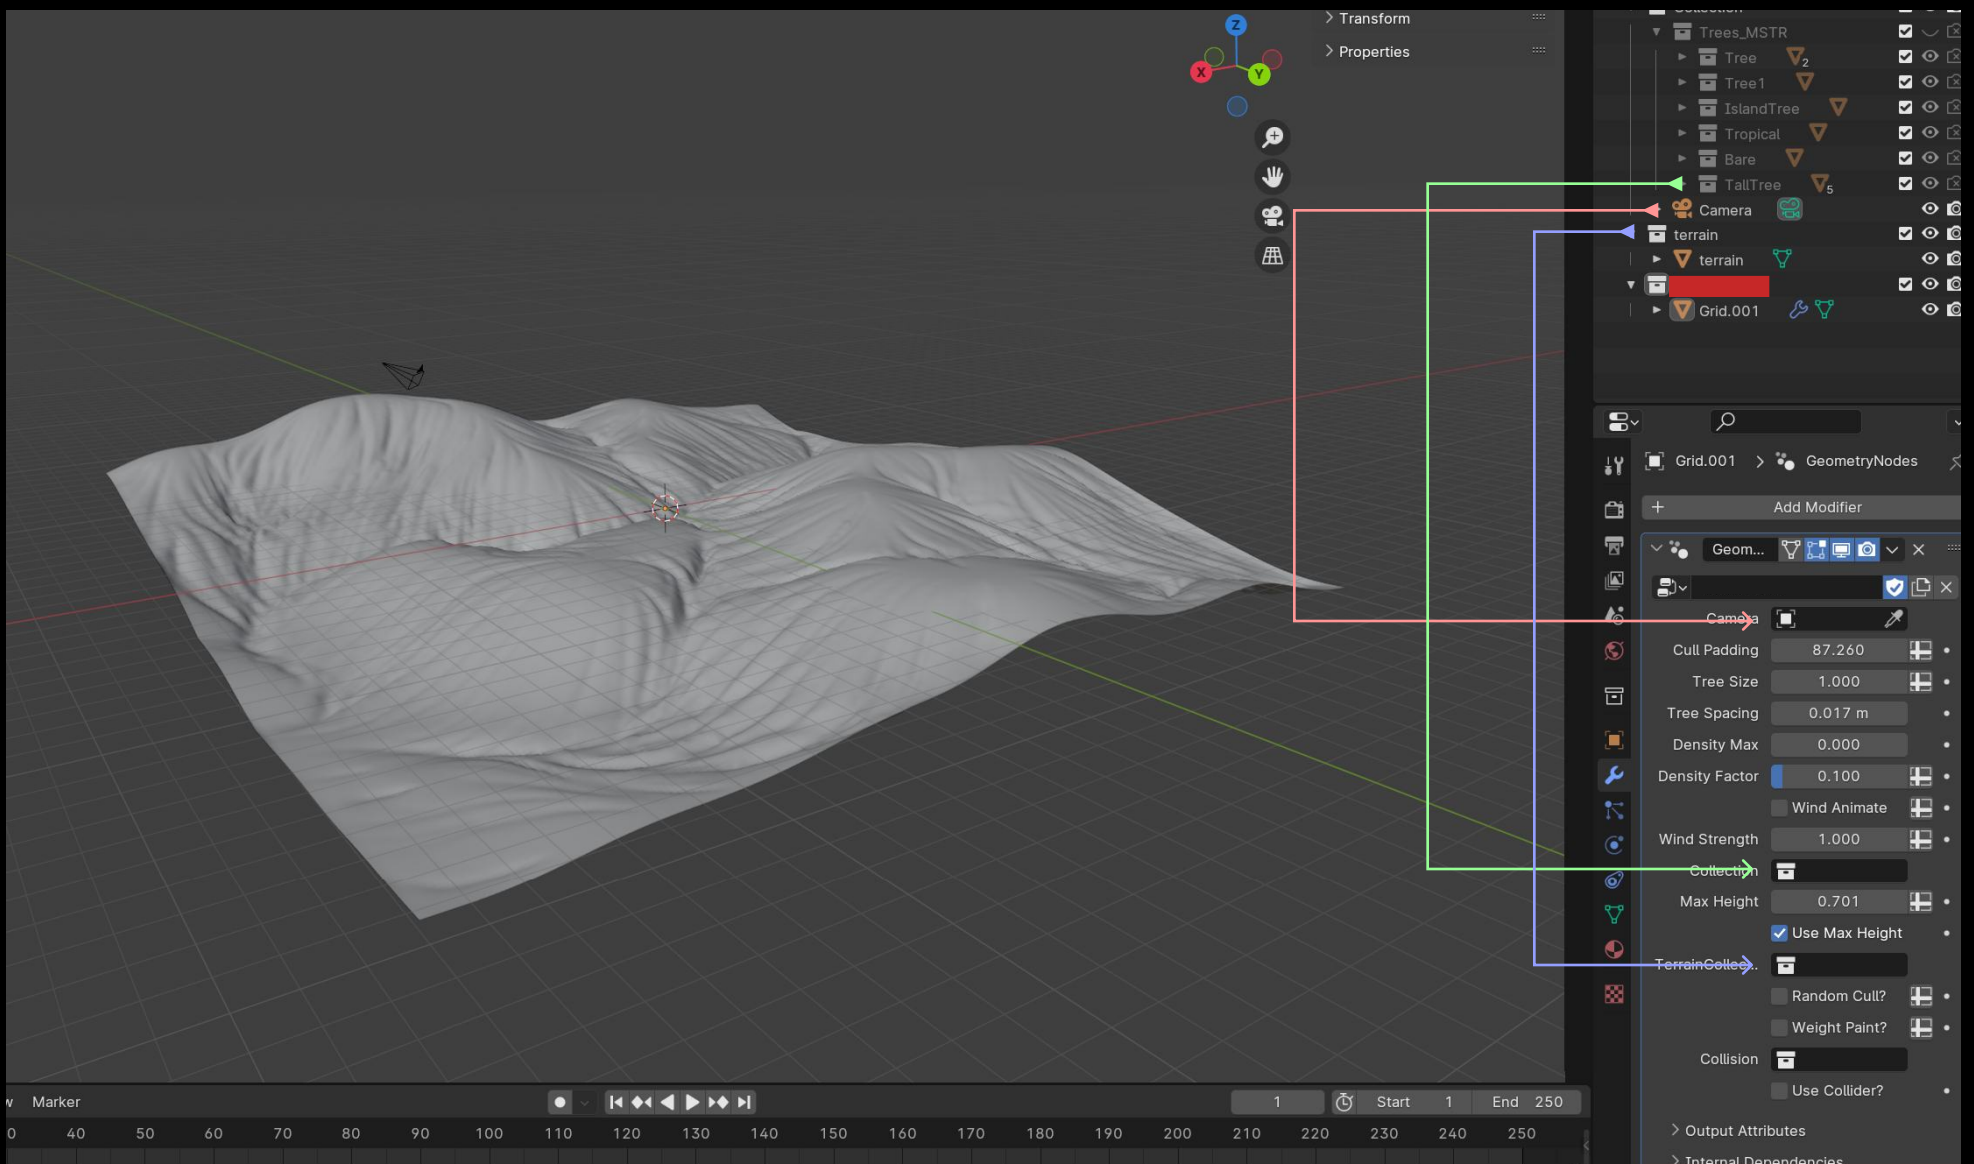 Z
X
Y
Transform
Properties
Collection
Trees_MSTR
Tree 2
Tree1
IslandTree
Tropical
Bare
TallTree 5
Camera
terrain
terrain
Grid.001
Grid.001 > GeometryNodes
+ Add Modifier
Geom...
Camera
Cull Padding 87.260
Tree Size 1.000
Tree Spacing 0.017 m
Density Max 0.000
Density Factor 0.100
Wind Animate
Wind Strength 1.000
Collection
Max Height 0.701
Use Max Height
TerrainCollec...
Random Cull?
Weight Paint?
Collision
Use Collider?
Output Attributes
Internal Dependencies
Marker
1 Start 1 End 250
0 40 50 60 70 80 90 100 110 120 130 140 150 160 170 180 190 200 210 220 230 240 250